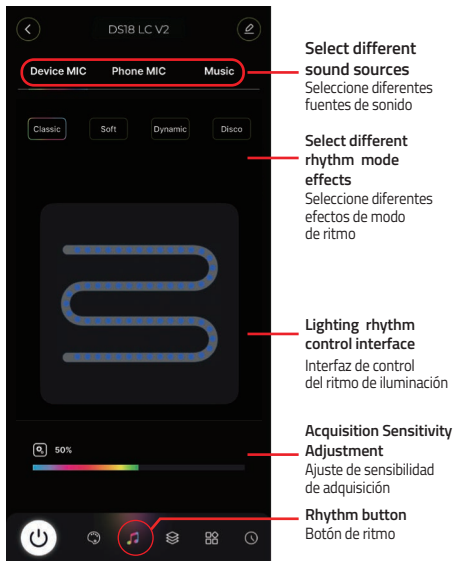 DS18 LC V2
Device MIC Phone MIC Music
Classic Soft Dynamic Disco
50%
Select different
sound sources
Seleccione diferentes
fuentes de sonido
Select different
rhythm mode
effects
Seleccione diferentes
efectos de modo
de ritmo
Lighting rhythm
control interface
Interfaz de control
del ritmo de iluminación
Acquisition Sensitivity
Adjustment
Ajuste de sensibilidad
de adquisición
Rhythm button
Botón de ritmo